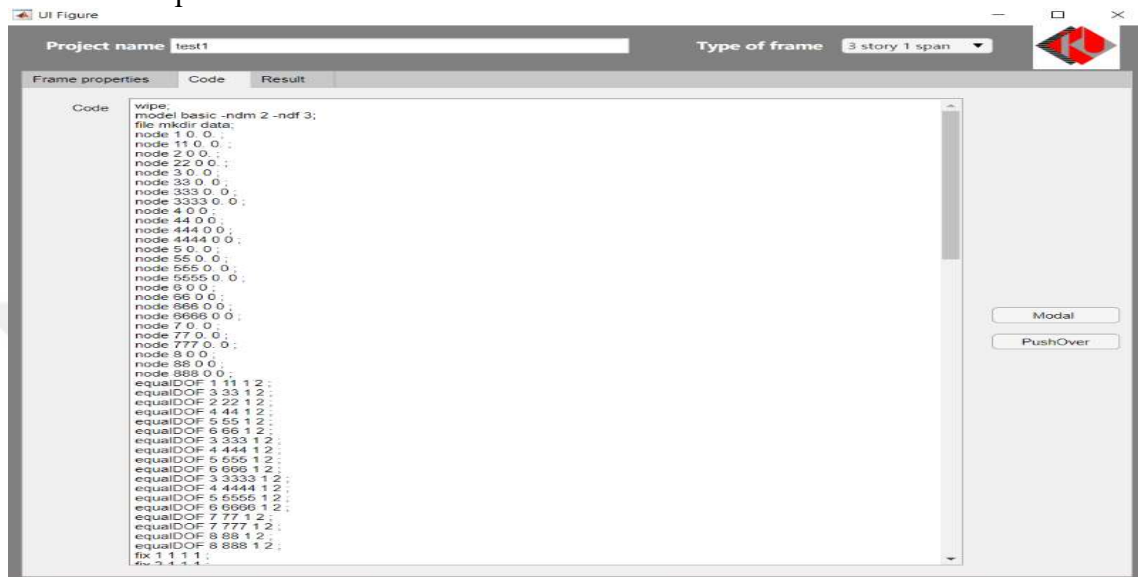 UI Figure
Project name test1 Type of frame 3 story 1 span
Frame properties Code Result
Code
wipe;
model basic -ndm 2 -ndf 3;
file mkdir data;
node 1 0. 0. ;
node 11 0. 0. ;
node 2 0 0. ;
node 22 0 0. ;
node 3 0. 0 ;
node 33 0. 0 ;
node 333 0. 0 ;
node 3333 0. 0 ;
node 4 0 0 ;
node 44 0 0 ;
node 444 0 0 ;
node 4444 0 0 ;
node 5 0. 0 ;
node 55 0. 0 ;
node 555 0. 0 ;
node 5555 0. 0 ;
node 6 0 0 ;
node 66 0 0 ;
node 666 0 0 ;
node 6666 0 0 ;
node 7 0. 0 ;
node 77 0. 0 ;
node 777 0. 0 ;
node 8 0 0 ;
node 88 0 0 ;
node 888 0 0 ;
equalDOF 1 11 1 2 ;
equalDOF 3 33 1 2 ;
equalDOF 2 22 1 2 ;
equalDOF 4 44 1 2 ;
equalDOF 5 55 1 2 ;
equalDOF 6 66 1 2 ;
equalDOF 3 333 1 2 ;
equalDOF 4 444 1 2 ;
equalDOF 5 555 1 2 ;
equalDOF 6 666 1 2 ;
equalDOF 3 3333 1 2 ;
equalDOF 4 4444 1 2 ;
equalDOF 5 5555 1 2 ;
equalDOF 6 6666 1 2 ;
equalDOF 7 77 1 2 ;
equalDOF 7 777 1 2 ;
equalDOF 8 88 1 2 ;
equalDOF 8 888 1 2 ;
fix 1 1 1 1 ;
fix 2 1 1 1 ;
Modal
PushOver